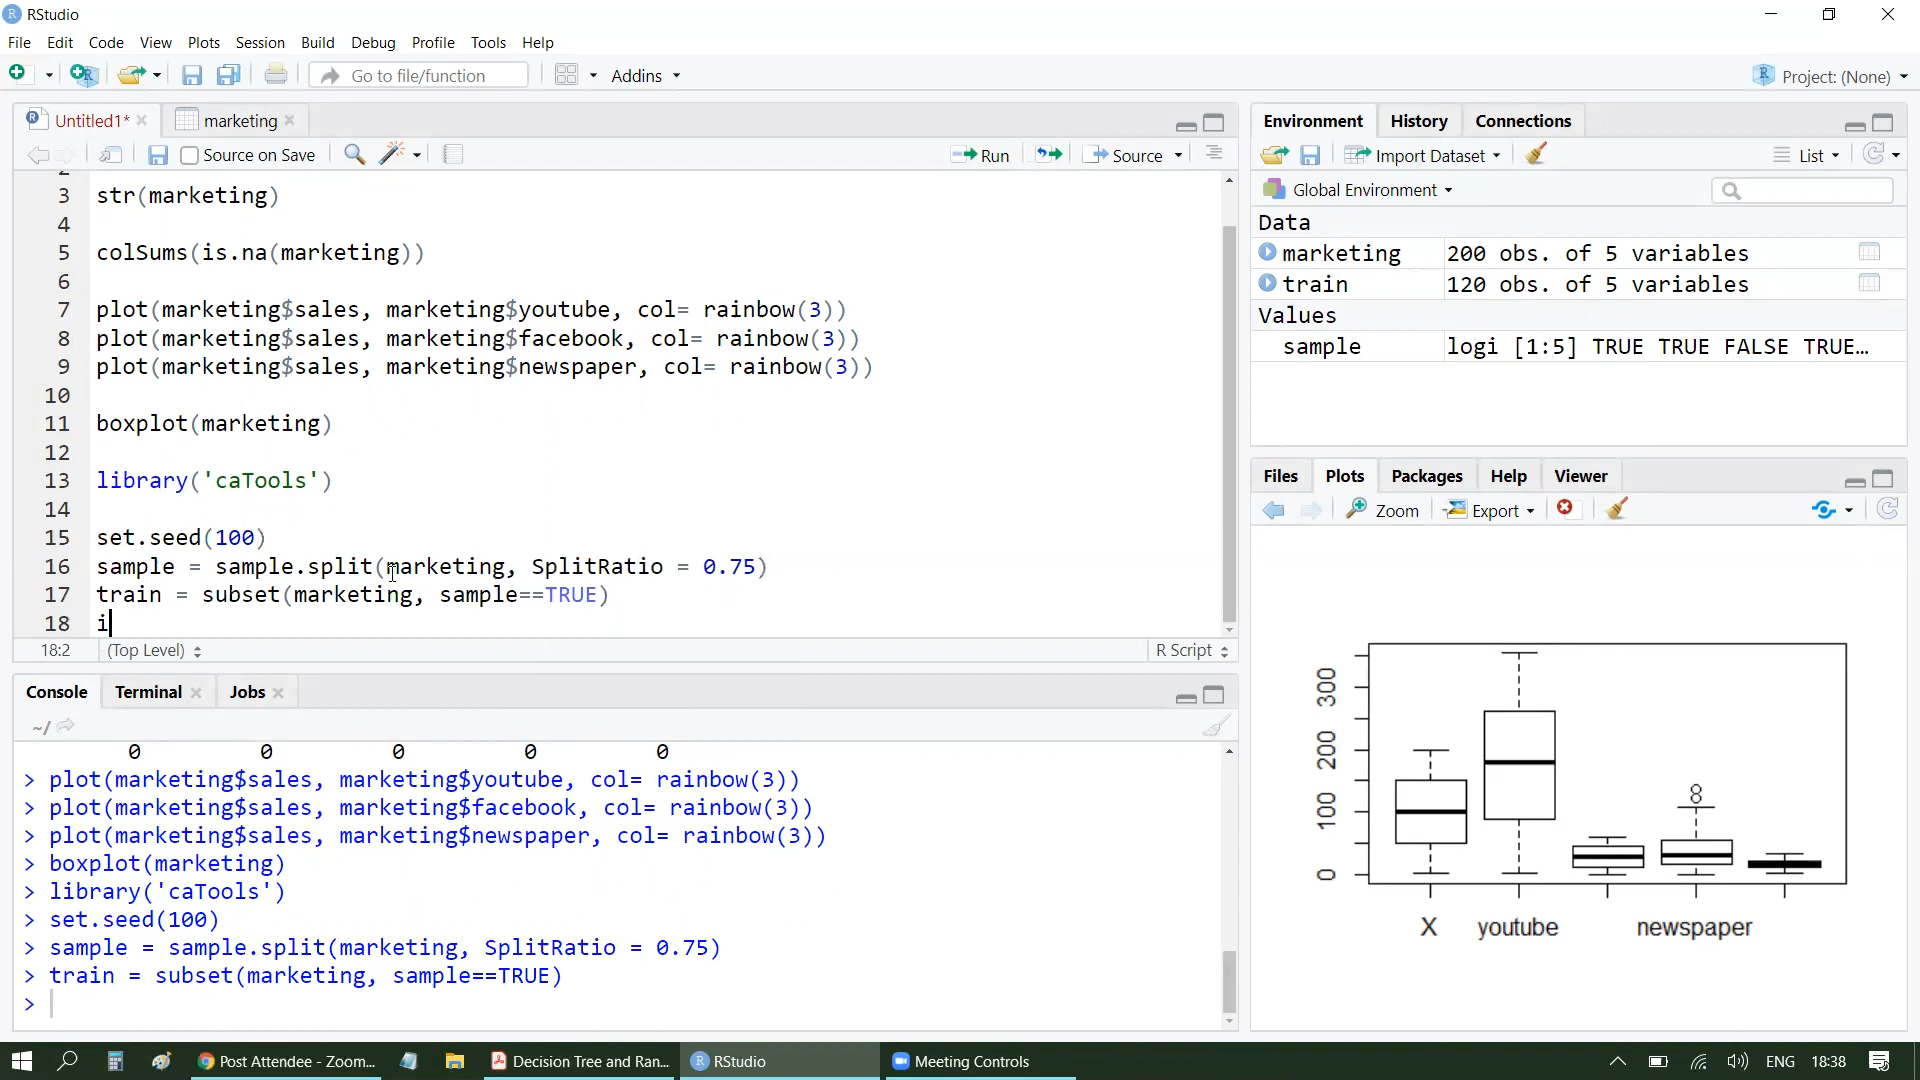 RStudio
File Edit Code View Plots Session Build Debug Profile Tools Help
Go to file/function Addins Project: (None)
Untitled1* marketing
Source on Save Run Source
3 str(marketing)
4
5 colSums(is.na(marketing))
6
7 plot(marketing$sales, marketing$youtube, col= rainbow(3))
8 plot(marketing$sales, marketing$facebook, col= rainbow(3))
9 plot(marketing$sales, marketing$newspaper, col= rainbow(3))
10
11 boxplot(marketing)
12
13 library('caTools')
14
15 set.seed(100)
16 sample = sample.split(marketing, SplitRatio = 0.75)
17 train = subset(marketing, sample==TRUE)
18 i
18:2 (Top Level) R Script
Console Terminal Jobs
~/
0 0 0 0 0
> plot(marketing$sales, marketing$youtube, col= rainbow(3))
> plot(marketing$sales, marketing$facebook, col= rainbow(3))
> plot(marketing$sales, marketing$newspaper, col= rainbow(3))
> boxplot(marketing)
> library('caTools')
> set.seed(100)
> sample = sample.split(marketing, SplitRatio = 0.75)
> train = subset(marketing, sample==TRUE)
>
Environment History Connections
Import Dataset List
Global Environment
Data
marketing 200 obs. of 5 variables
train 120 obs. of 5 variables
Values
sample logi [1:5] TRUE TRUE FALSE TRUE…
Files Plots Packages Help Viewer
Zoom Export
300
200
100
0
X youtube newspaper
Post Attendee - Zoom... Decision Tree and Ran... RStudio Meeting Controls ENG 18:38